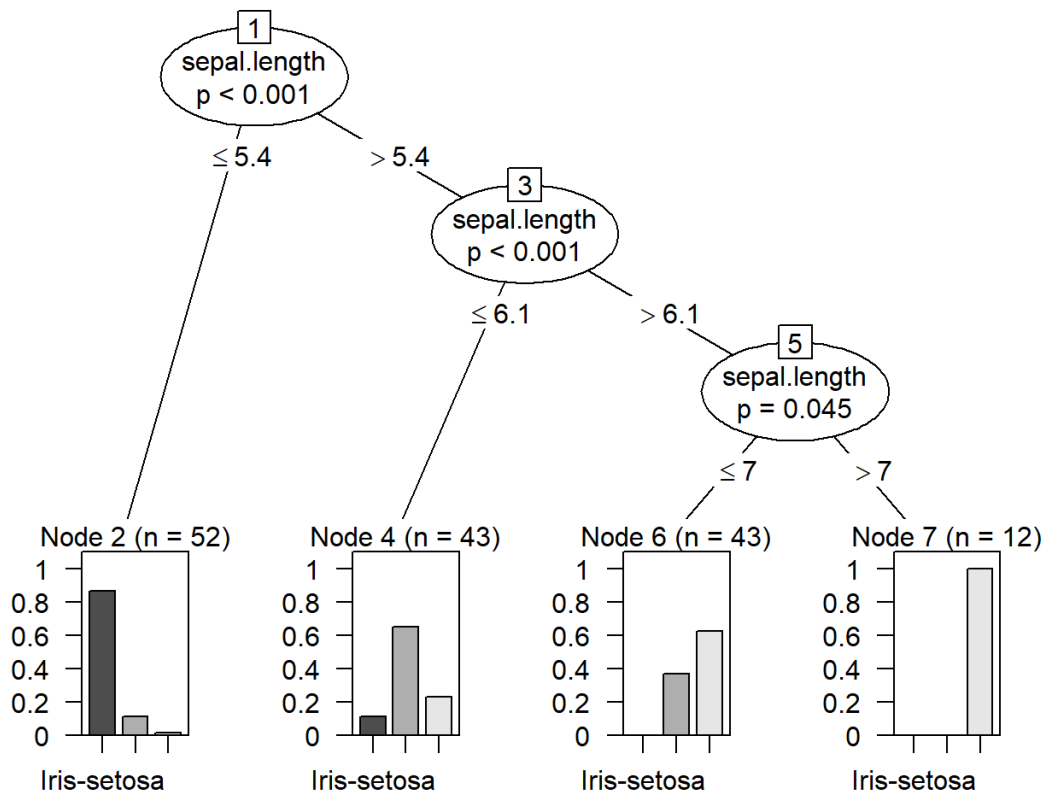 1
sepal.length
p < 0.001
≤ 5.4
> 5.4
3
sepal.length
p < 0.001
≤ 6.1
> 6.1
5
sepal.length
p = 0.045
≤ 7
> 7
Node 2 (n = 52)
1
0.8
0.6
0.4
0.2
0
Iris-setosa
Node 4 (n = 43)
1
0.8
0.6
0.4
0.2
0
Iris-setosa
Node 6 (n = 43)
1
0.8
0.6
0.4
0.2
0
Iris-setosa
Node 7 (n = 12)
1
0.8
0.6
0.4
0.2
0
Iris-setosa